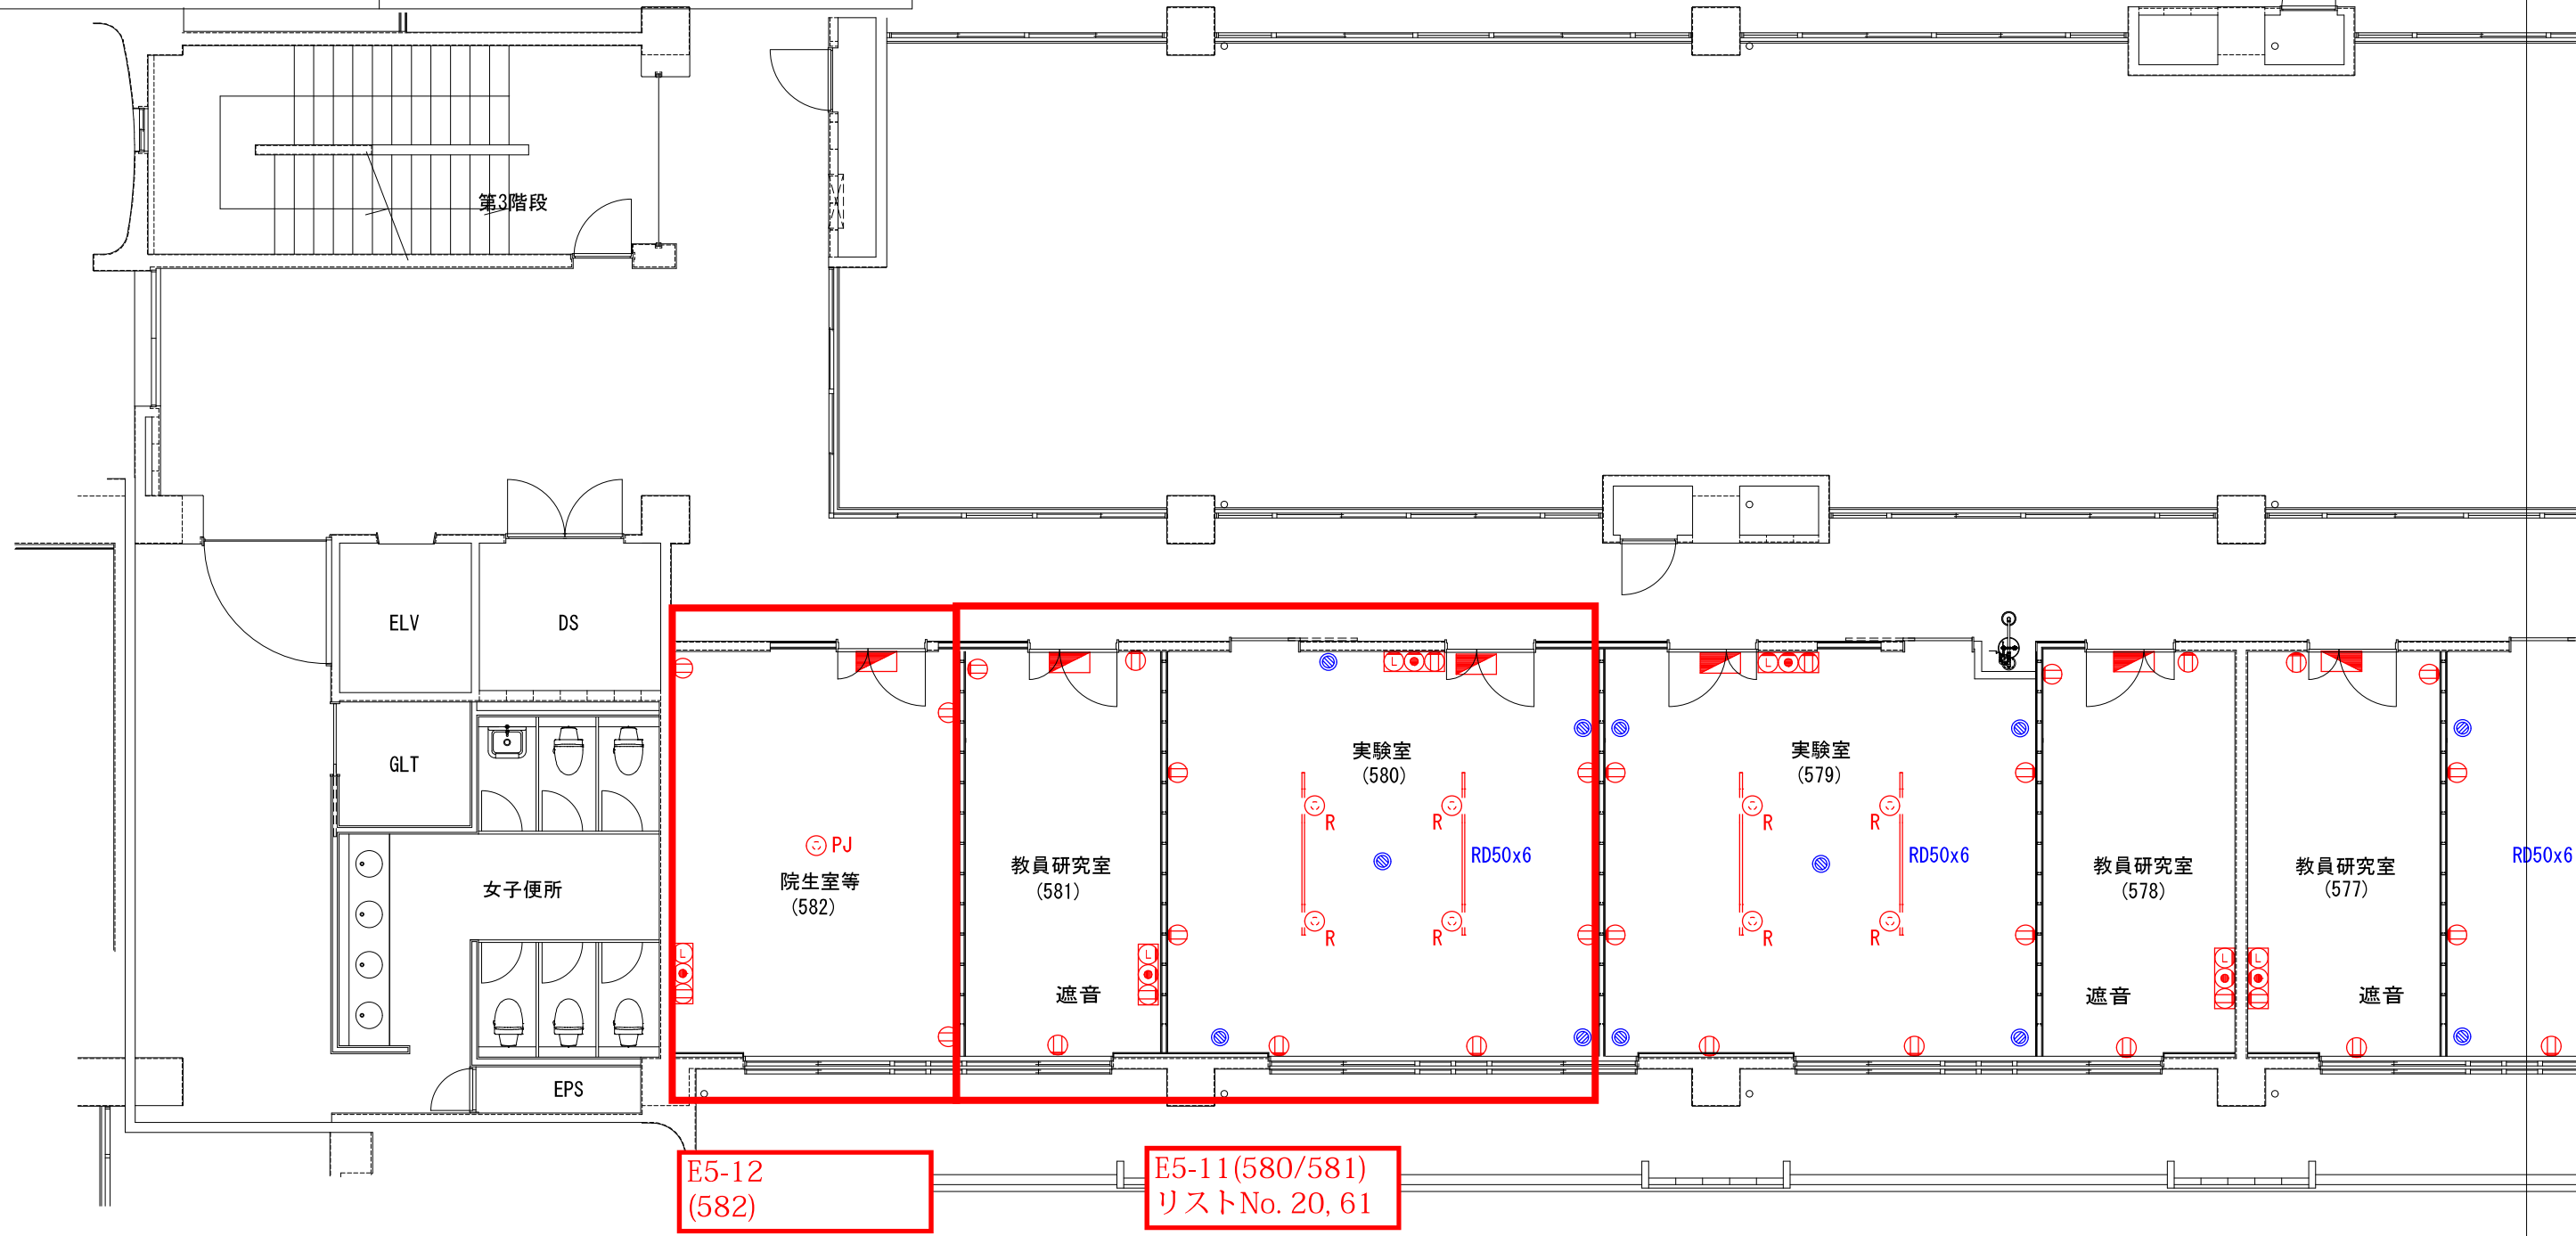 第3階段
ELV
DS
GLT
女子便所
EPS
PJ
院生室等
(582)
教員研究室
(581)
遮音
L
L
実験室
(580)
L
R
R
R
R
RD50x6
実験室
(579)
L
R
R
R
R
RD50x6
教員研究室
(578)
遮音
L
教員研究室
(577)
遮音
L
RD50x6
E5-12
(582)
E5-11(580/581)
リストNo. 20, 61